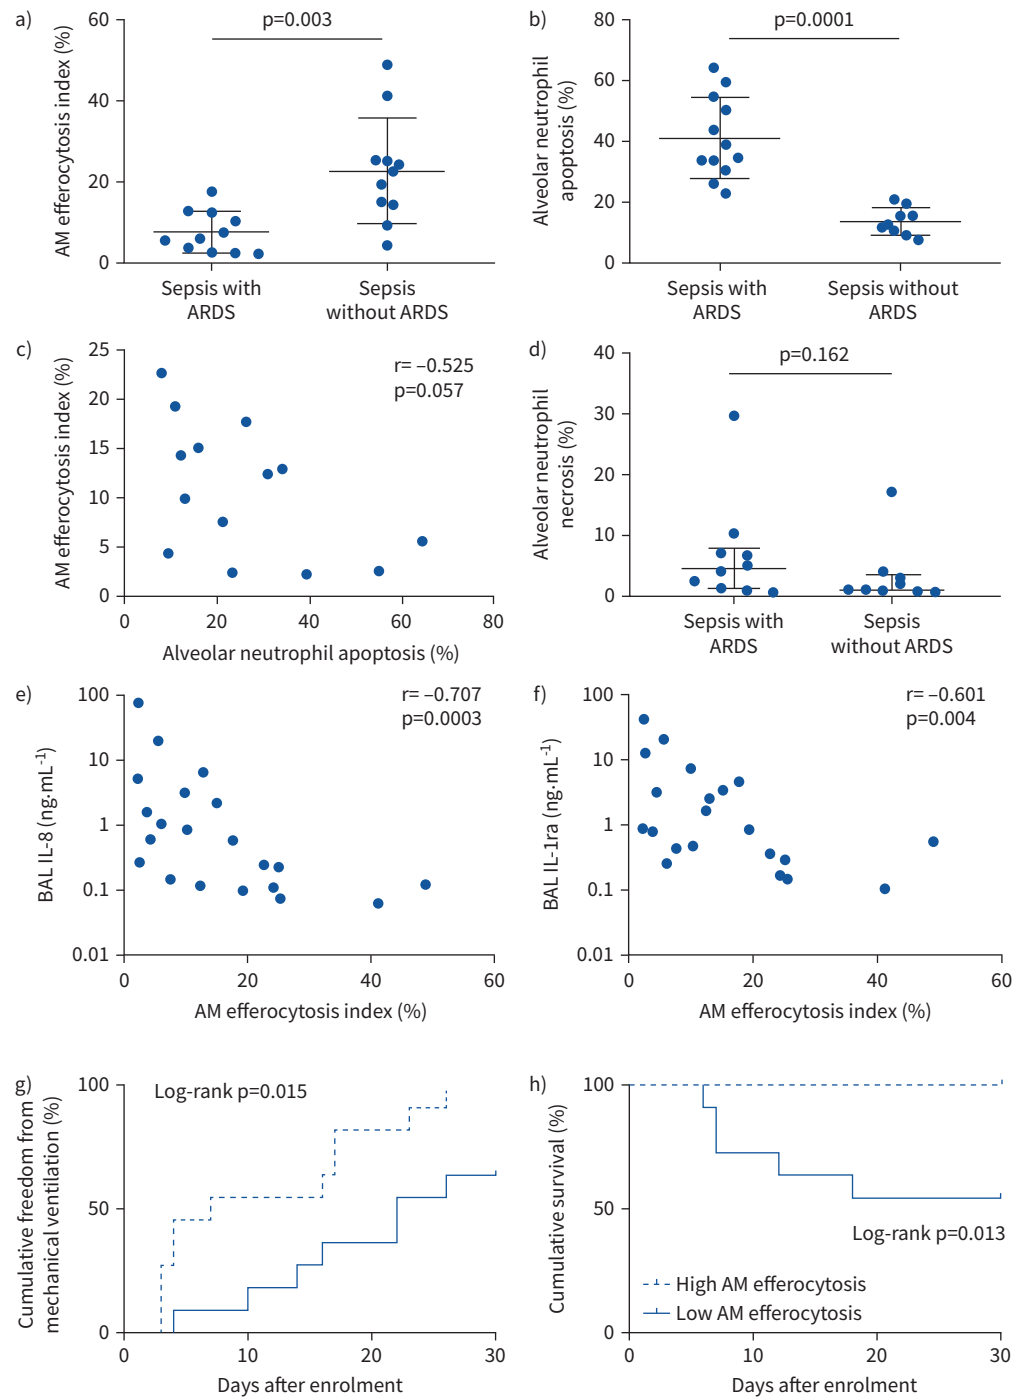 a)
p=0.003
AM efferocytosis index (%)
60
40
20
0
Sepsis with
ARDS
Sepsis
without ARDS
b)
p=0.0001
Alveolar neutrophil
apoptosis (%)
80
60
40
20
0
Sepsis with
ARDS
Sepsis without
ARDS
c)
r= –0.525
p=0.057
AM efferocytosis index (%)
25
20
15
10
5
0
0
20
40
60
80
Alveolar neutrophil apoptosis (%)
d)
p=0.162
Alveolar neutrophil
necrosis (%)
40
30
20
10
0
Sepsis with
ARDS
Sepsis
without ARDS
e)
r= –0.707
p=0.0003
BAL IL-8 (ng·mL⁻¹)
100
10
1
0.1
0.01
0
20
40
60
AM efferocytosis index (%)
f)
r= –0.601
p=0.004
BAL IL-1ra (ng·mL⁻¹)
100
10
1
0.1
0.01
0
20
40
60
AM efferocytosis index (%)
g)
Log-rank p=0.015
Cumulative freedom from
mechanical ventilation (%)
100
50
0
0
10
20
30
Days after enrolment
h)
Cumulative survival (%)
100
50
0
Log-rank p=0.013
High AM efferocytosis
Low AM efferocytosis
0
10
20
30
Days after enrolment